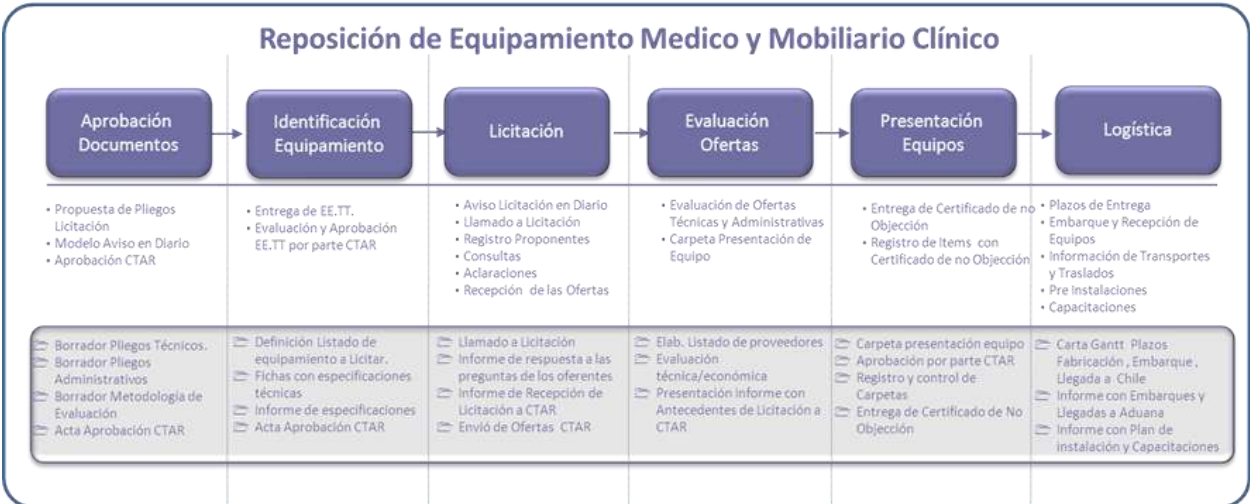 Reposición de Equipamiento Medico y Mobiliario Clínico
Aprobación
Documentos
Identificación
Equipamiento
Licitación
Evaluación
Ofertas
Presentación
Equipos
Logística
• Propuesta de Pliegos
Licitación
• Modelo Aviso en Diario
• Aprobación CTAR
• Entrega de EE.TT.
• Evaluación y Aprobación
EE.TT por parte CTAR
• Aviso Licitación en Diario
• Llamado a Licitación
• Registro Proponentes
• Consultas
• Aclaraciones
• Recepción de las Ofertas
• Evaluación de Ofertas
Técnicas y Administrativas
• Carpeta Presentación de
Equipo
• Entrega de Certificado de no
Objección
• Registro de Items con
Certificado de no Objección
• Plazos de Entrega
• Embarque y Recepción de
Equipos
• Información de Transportes
y Traslados
• Pre Instalaciones
• Capacitaciones
Borrador Pliegos Técnicos.
Borrador Pliegos
Administrativos
Borrador Metodología de
Evaluación
Acta Aprobación CTAR
Definición Listado de
equipamiento a Licitar.
Fichas con especificaciones
técnicas
Informe de especificaciones
Acta Aprobación CTAR
Llamado a Licitación
Informe de respuesta a las
preguntas de los oferentes
Informe de Recepción de
Licitación a CTAR
Envió de Ofertas CTAR
Elab. Listado de proveedores
Evaluación
técnica/económica
Presentación informe con
Antecedentes de Licitación a
CTAR
Carpeta presentación equipo
Aprobación por parte CTAR
Registro y control de
Carpetas
Entrega de Certificado de No
Objección
Carta Gantt Plazos
Fabricación , Embarque ,
Llegada a Chile
Informe con Embarques y
Llegadas a Aduana
Informe con Plan de
instalación y Capacitaciones